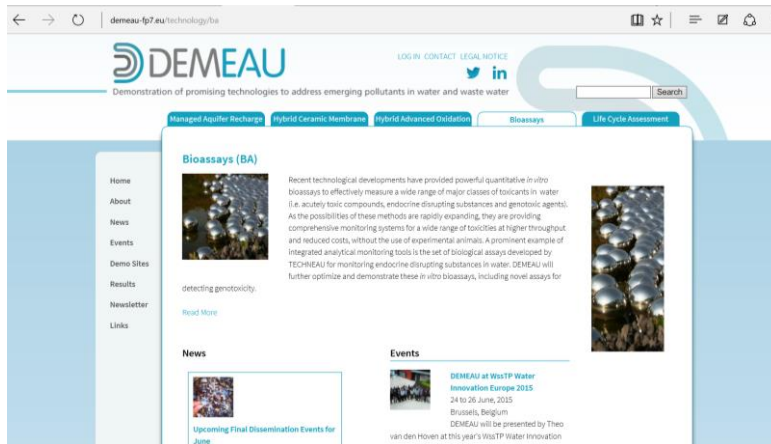 demeau-fp7.eu/technology/ba
DEMEAU
LOG IN CONTACT LEGAL NOTICE
Demonstration of promising technologies to address emerging pollutants in water and waste water
Search
Managed Aquifer Recharge
Hybrid Ceramic Membrane
Hybrid Advanced Oxidation
Bioassays
Life Cycle Assessment
Home
About
News
Events
Demo Sites
Results
Newsletter
Links
Bioassays (BA)
Recent technological developments have provided powerful quantitative in vitro
bioassays to effectively measure a wide range of major classes of toxicants in water
(i.e. acutely toxic compounds, endocrine disrupting substances and genotoxic agents).
As the possibilities of these methods are rapidly expanding, they are providing
comprehensive monitoring systems for a wide range of toxicities at higher throughput
and reduced costs, without the use of experimental animals. A prominent example of
integrated analytical monitoring tools is the set of biological assays developed by
TECHNEAU for monitoring endocrine disrupting substances in water. DEMEAU will
further optimize and demonstrate these in vitro bioassays, including novel assays for
detecting genotoxicity.
Read More
News
Upcoming Final Dissemination Events for
June
Events
DEMEAU at WssTP Water
Innovation Europe 2015
24 to 26 June, 2015
Brussels, Belgium
DEMEAU will be presented by Theo
van den Hoven at this year's WssTP Water Innovation